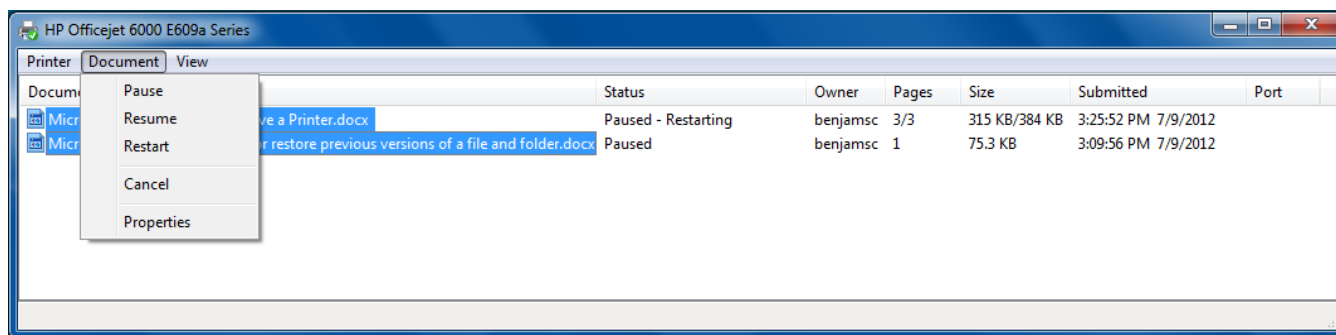 HP Officejet 6000 E609a Series
Printer Document View
Docum Status Owner Pages Size Submitted Port
Pause
Micr ve a Printer.docx Paused - Restarting benjamsc 3/3 315 KB/384 KB 3:25:52 PM 7/9/2012
Resume
Micr or restore previous versions of a file and folder.docx Paused benjamsc 1 75.3 KB 3:09:56 PM 7/9/2012
Restart
Cancel
Properties